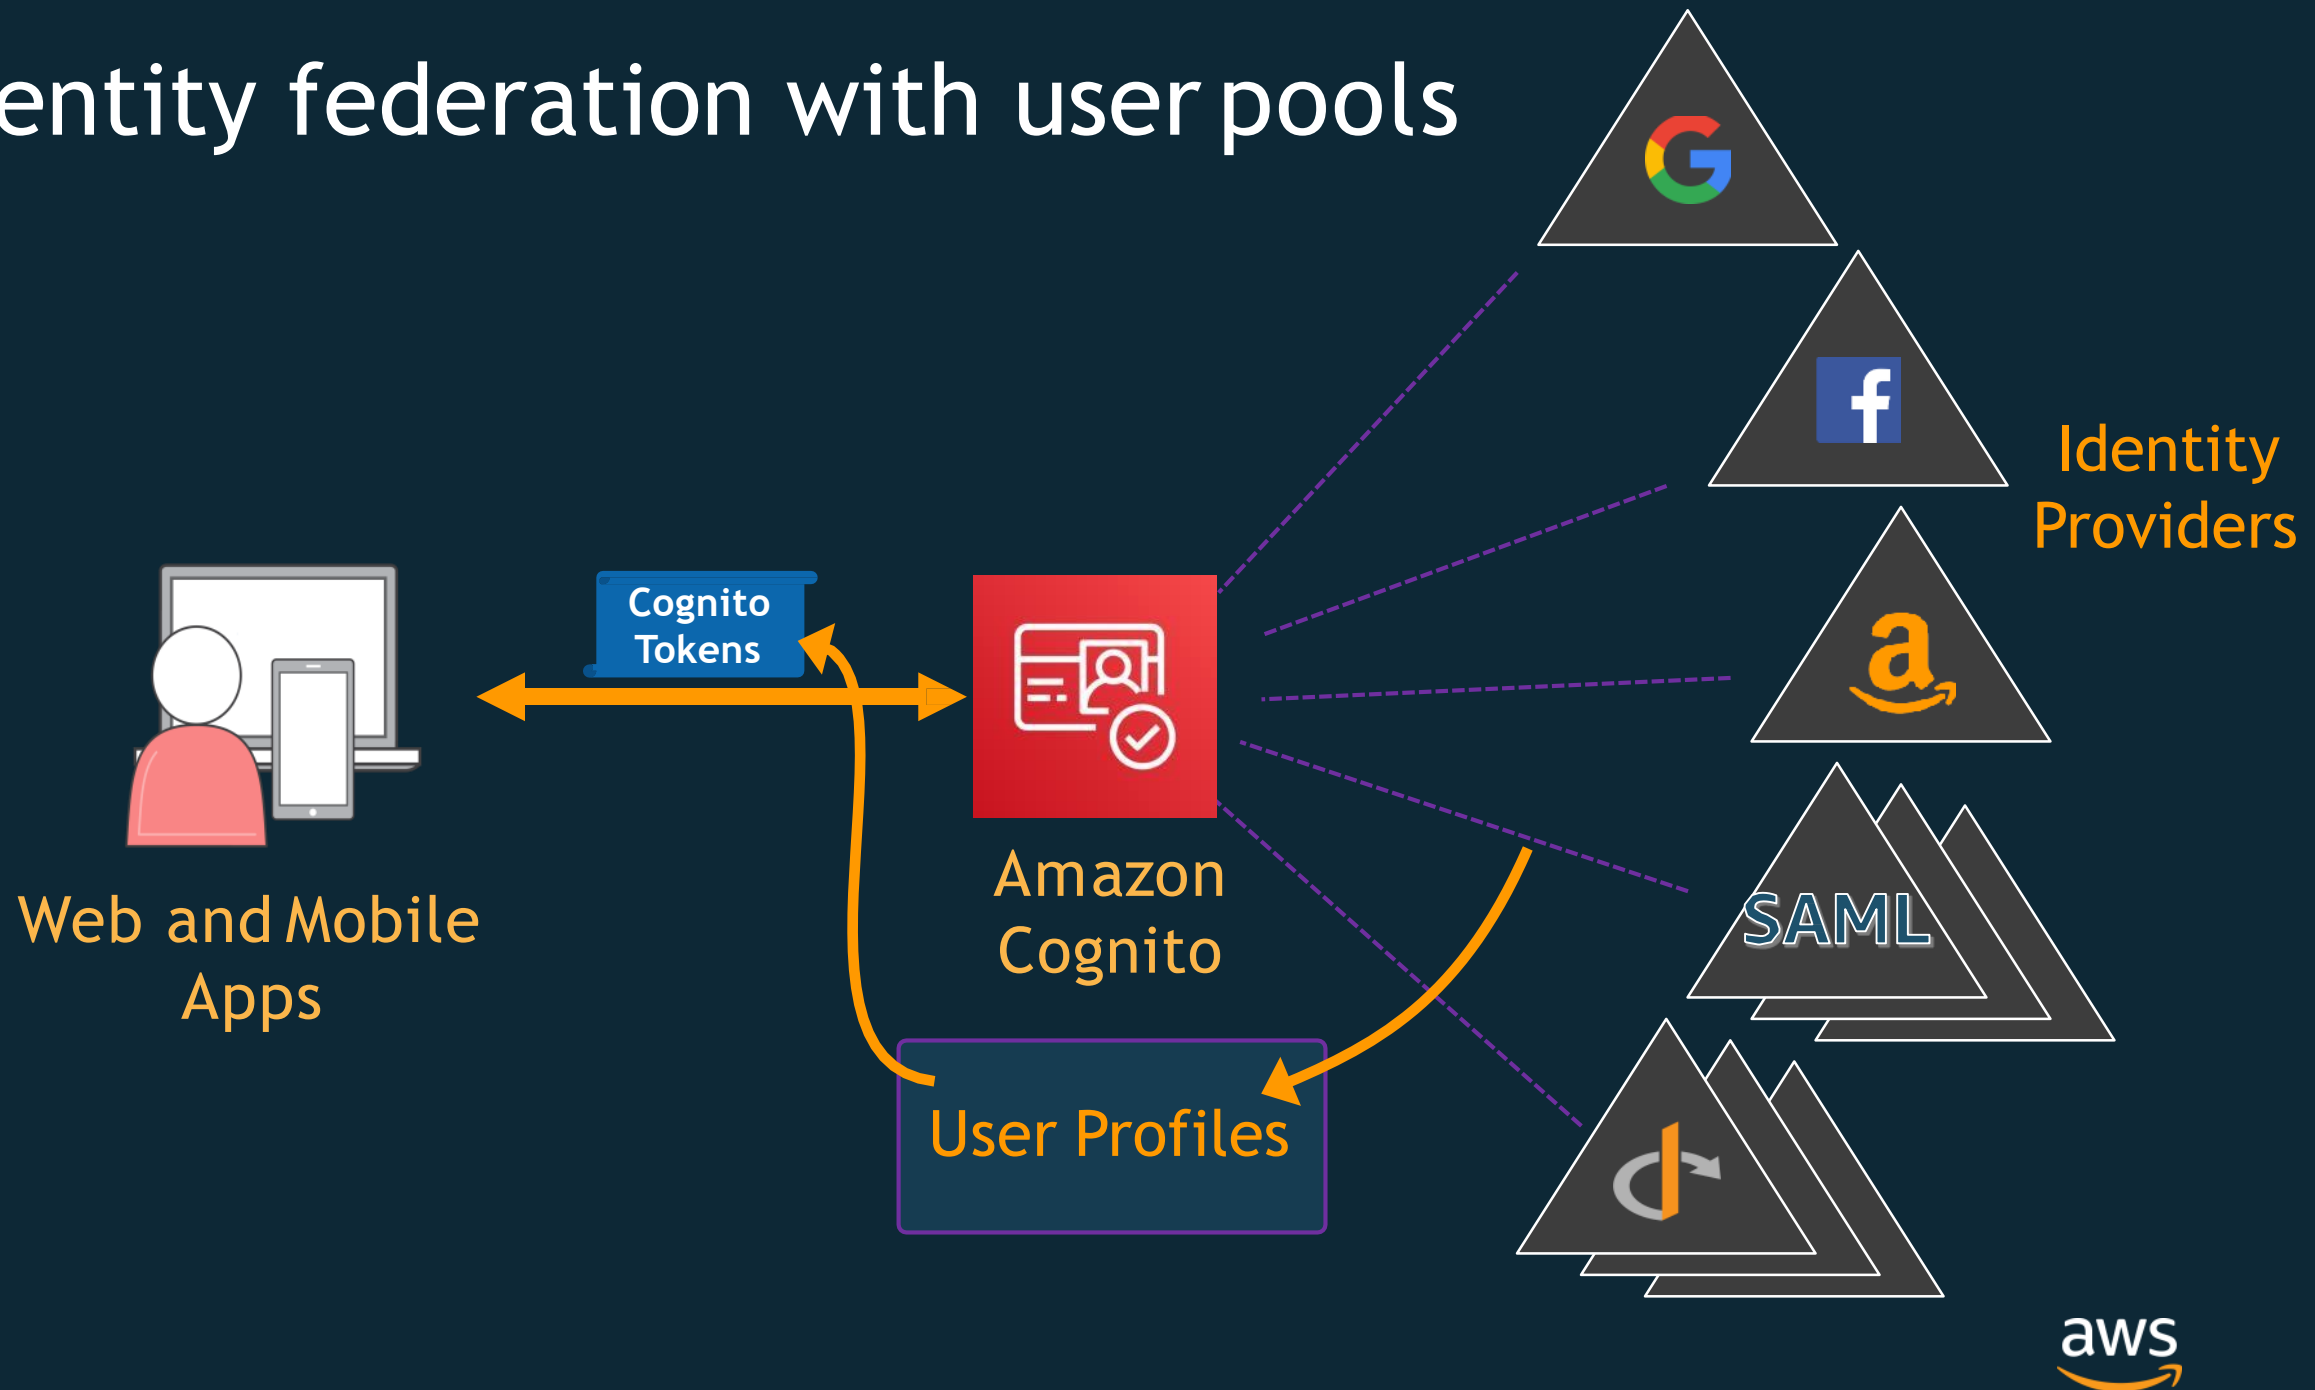 entity federation with user pools
Identity
Providers
Cognito
Tokens
a
Amazon
Cognito
Web and Mobile
Apps
SAML
User Profiles
aws